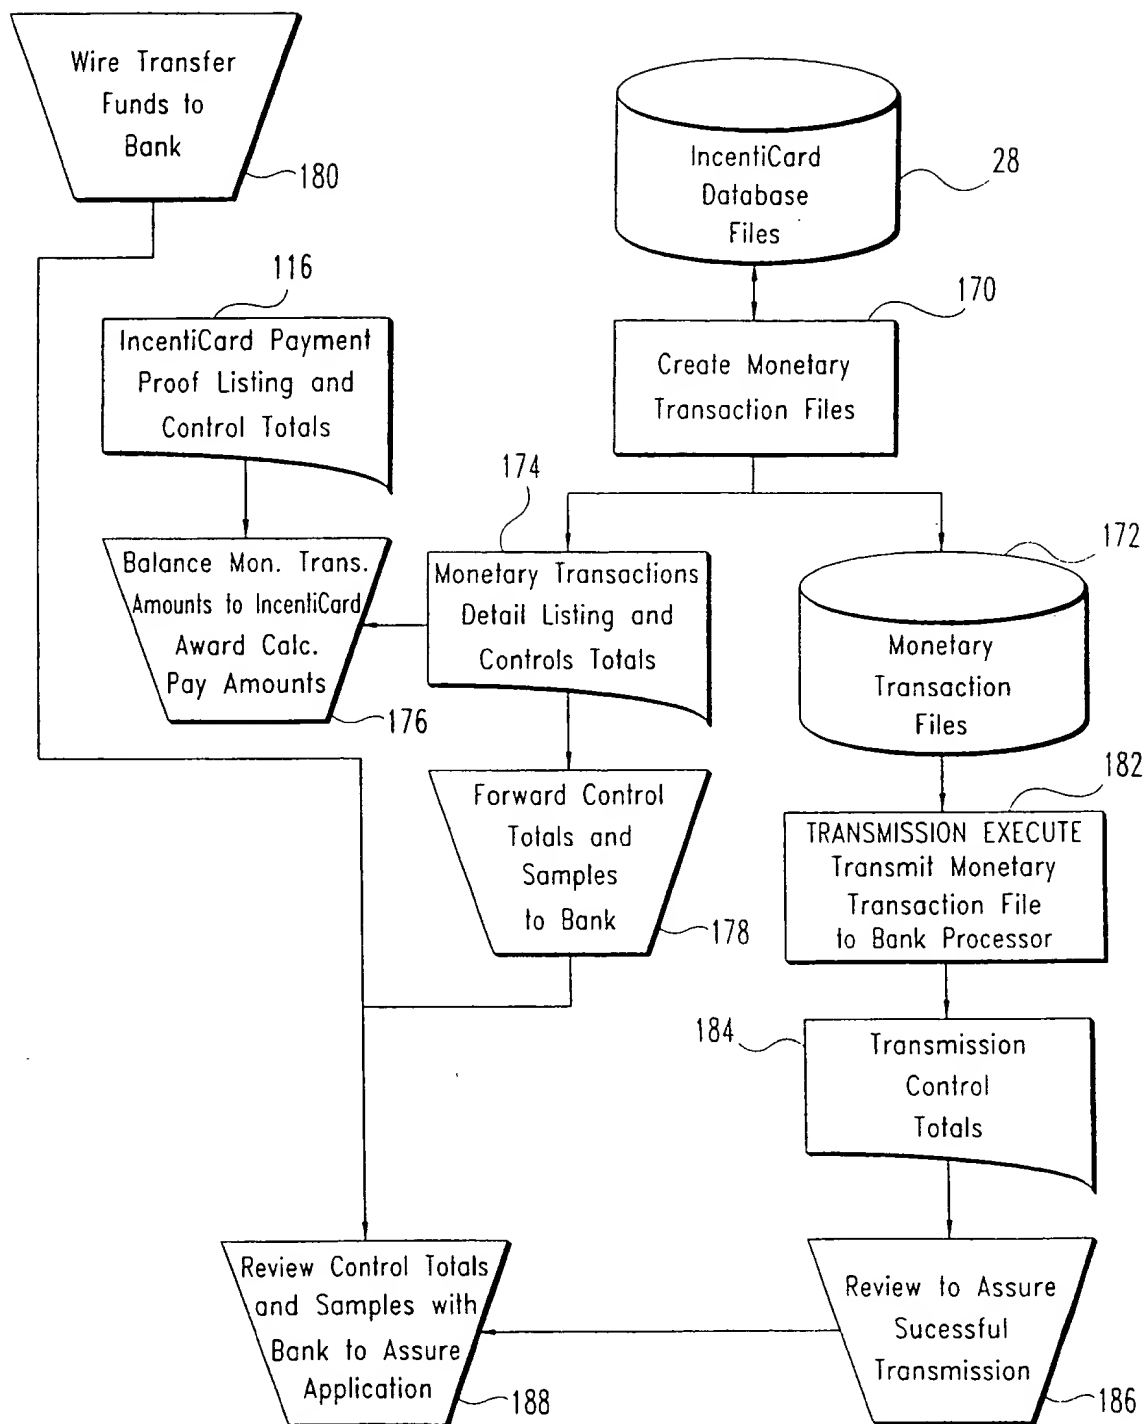 Wire Transfer
Funds to
Bank
180
IncentiCard
Database
Files
28
116
IncentiCard Payment
Proof Listing and
Control Totals
170
Create Monetary
Transaction Files
174
Monetary Transactions
Detail Listing and
Controls Totals
172
Monetary
Transaction
Files
Balance Mon. Trans.
Amounts to IncentiCard
Award Calc.
Pay Amounts
176
Forward Control
Totals and
Samples
to Bank
178
182
TRANSMISSION EXECUTE
Transmit Monetary
Transaction File
to Bank Processor
184
Transmission
Control
Totals
Review Control Totals
and Samples with
Bank to Assure
Application
188
Review to Assure
Sucessful
Transmission
186